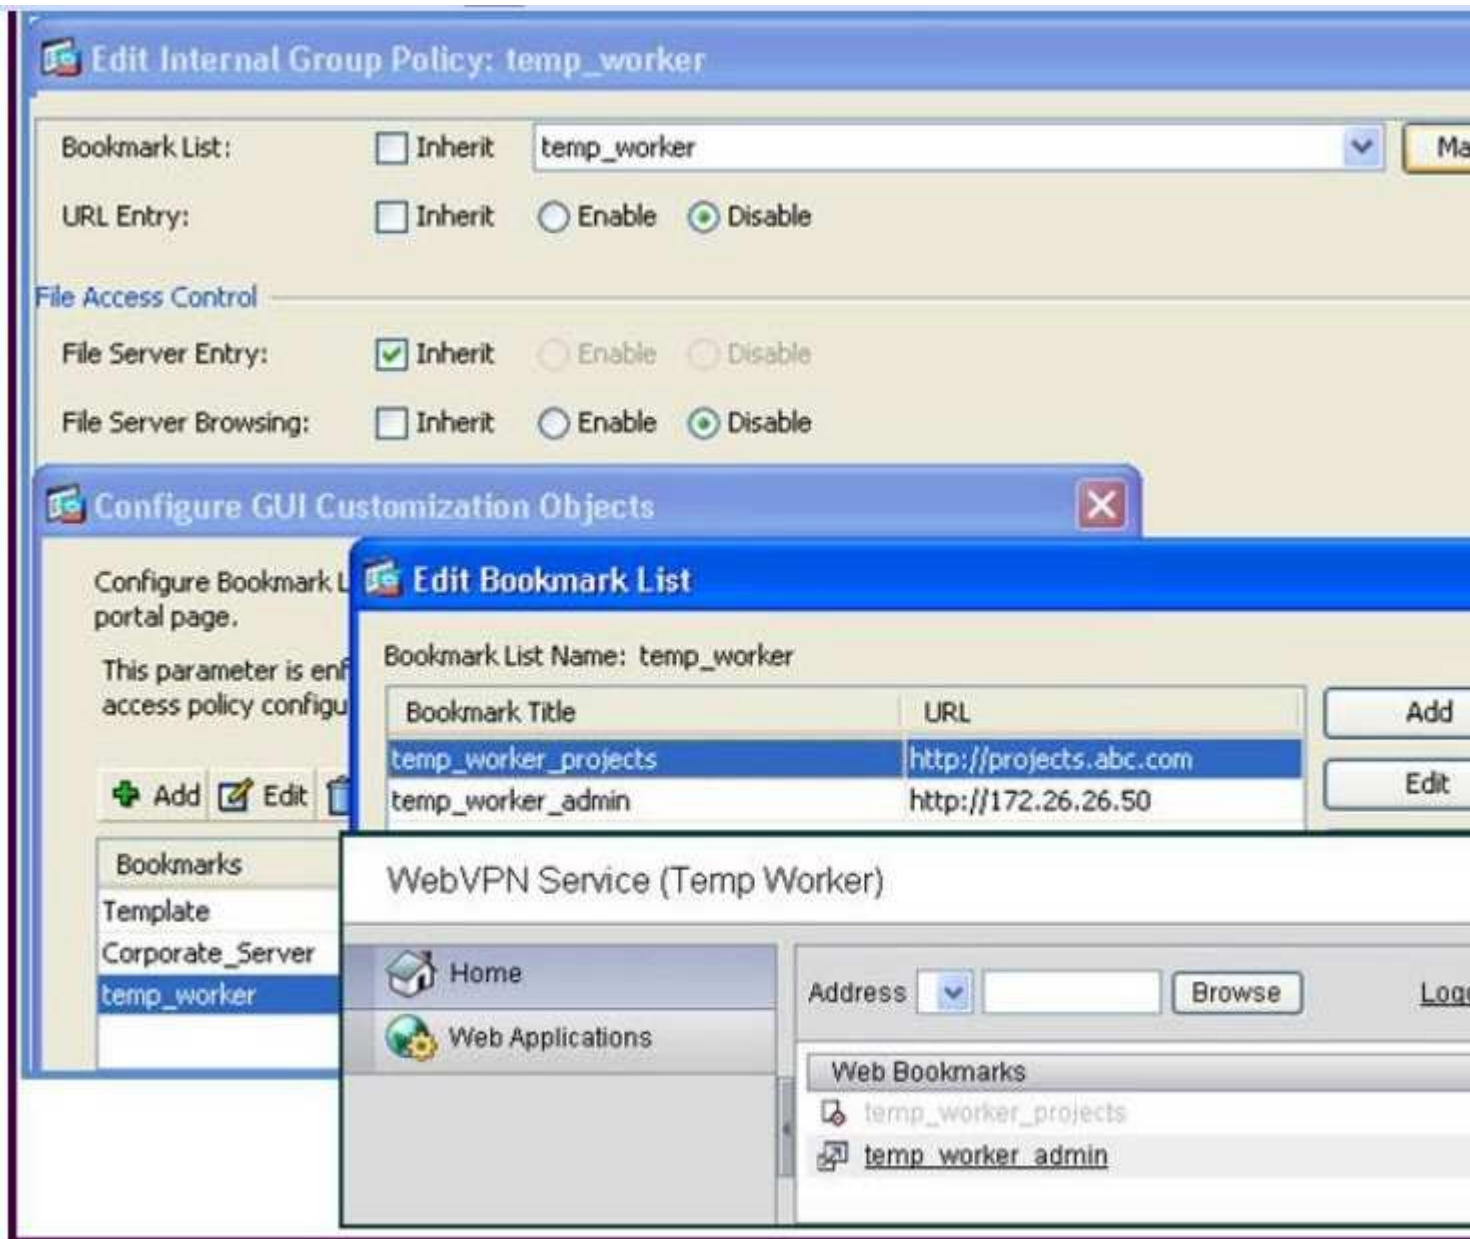 Edit Internal Group Policy: temp_worker
Bookmark List: Inherit temp_worker Ma
URL Entry: Inherit Enable Disable
File Access Control
File Server Entry: Inherit Enable Disable
File Server Browsing: Inherit Enable Disable
Configure GUI Customization Objects
Configure Bookmark L
portal page.
This parameter is enf
access policy configu
Add Edit
Bookmarks
Template
Corporate_Server
temp_worker
Edit Bookmark List
Bookmark List Name: temp_worker
Bookmark Title URL
temp_worker_projects http://projects.abc.com
temp_worker_admin http://172.26.26.50
Add
Edit
WebVPN Service (Temp Worker)
Home
Web Applications
Address Browse Logo
Web Bookmarks
temp_worker_projects
temp_worker_admin